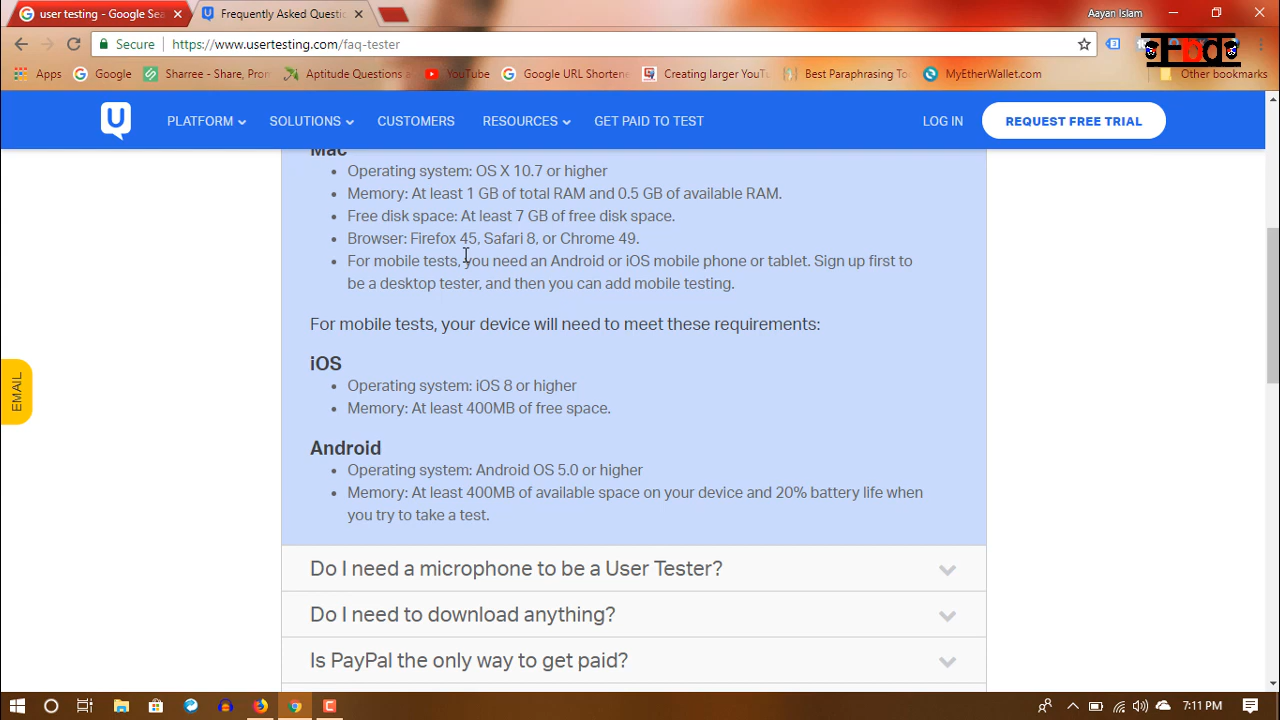 user testing - Google Sea
Frequently Asked Questio
Aayan Islam
Secure
https://www.usertesting.com/faq-tester
Apps
Google
Sharree - Share, Prom
Aptitude Questions a
YouTube
Google URL Shortene
Creating larger YouTu
Best Paraphrasing To
MyEtherWallet.com
Other bookmarks
U
PLATFORM
SOLUTIONS
CUSTOMERS
RESOURCES
GET PAID TO TEST
LOG IN
REQUEST FREE TRIAL
Mac
• Operating system: OS X 10.7 or higher
• Memory: At least 1 GB of total RAM and 0.5 GB of available RAM.
• Free disk space: At least 7 GB of free disk space.
• Browser: Firefox 45, Safari 8, or Chrome 49.
• For mobile tests, you need an Android or iOS mobile phone or tablet. Sign up first to
be a desktop tester, and then you can add mobile testing.
For mobile tests, your device will need to meet these requirements:
iOS
• Operating system: iOS 8 or higher
• Memory: At least 400MB of free space.
Android
• Operating system: Android OS 5.0 or higher
• Memory: At least 400MB of available space on your device and 20% battery life when
you try to take a test.
Do I need a microphone to be a User Tester?
Do I need to download anything?
Is PayPal the only way to get paid?
EMAIL
7:11 PM